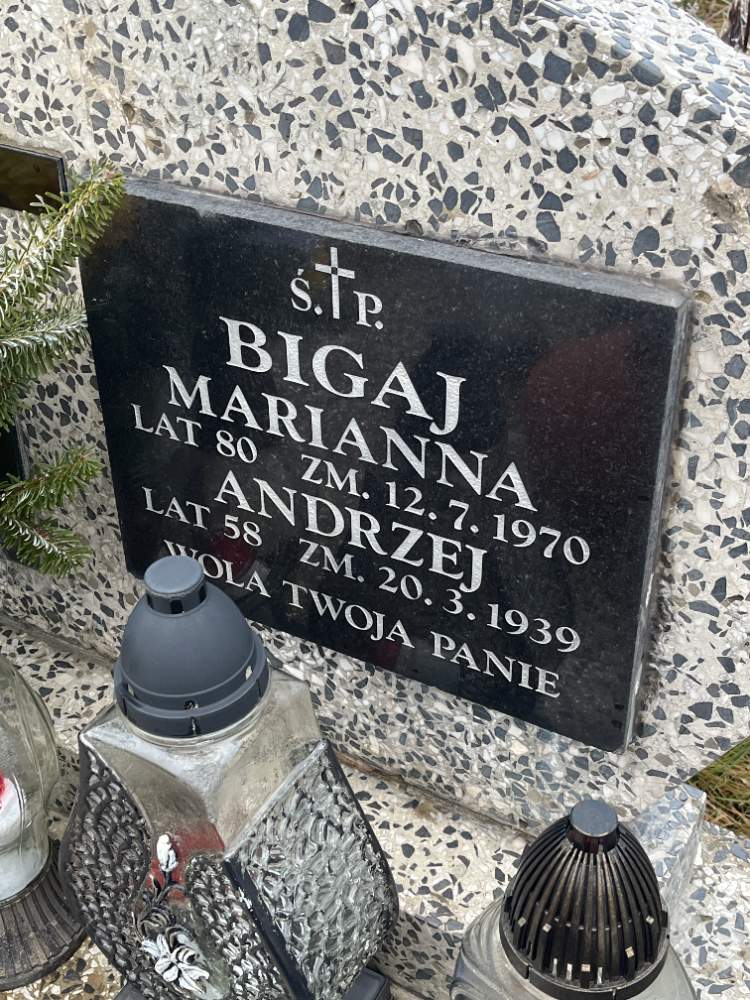 Ś. P.
BIGAJ
MARIANNA
LAT 80 ZM. 12. 7. 1970
ANDRZEJ
LAT 58 ZM. 20. 3. 1939
WOLA TWOJA PANIE